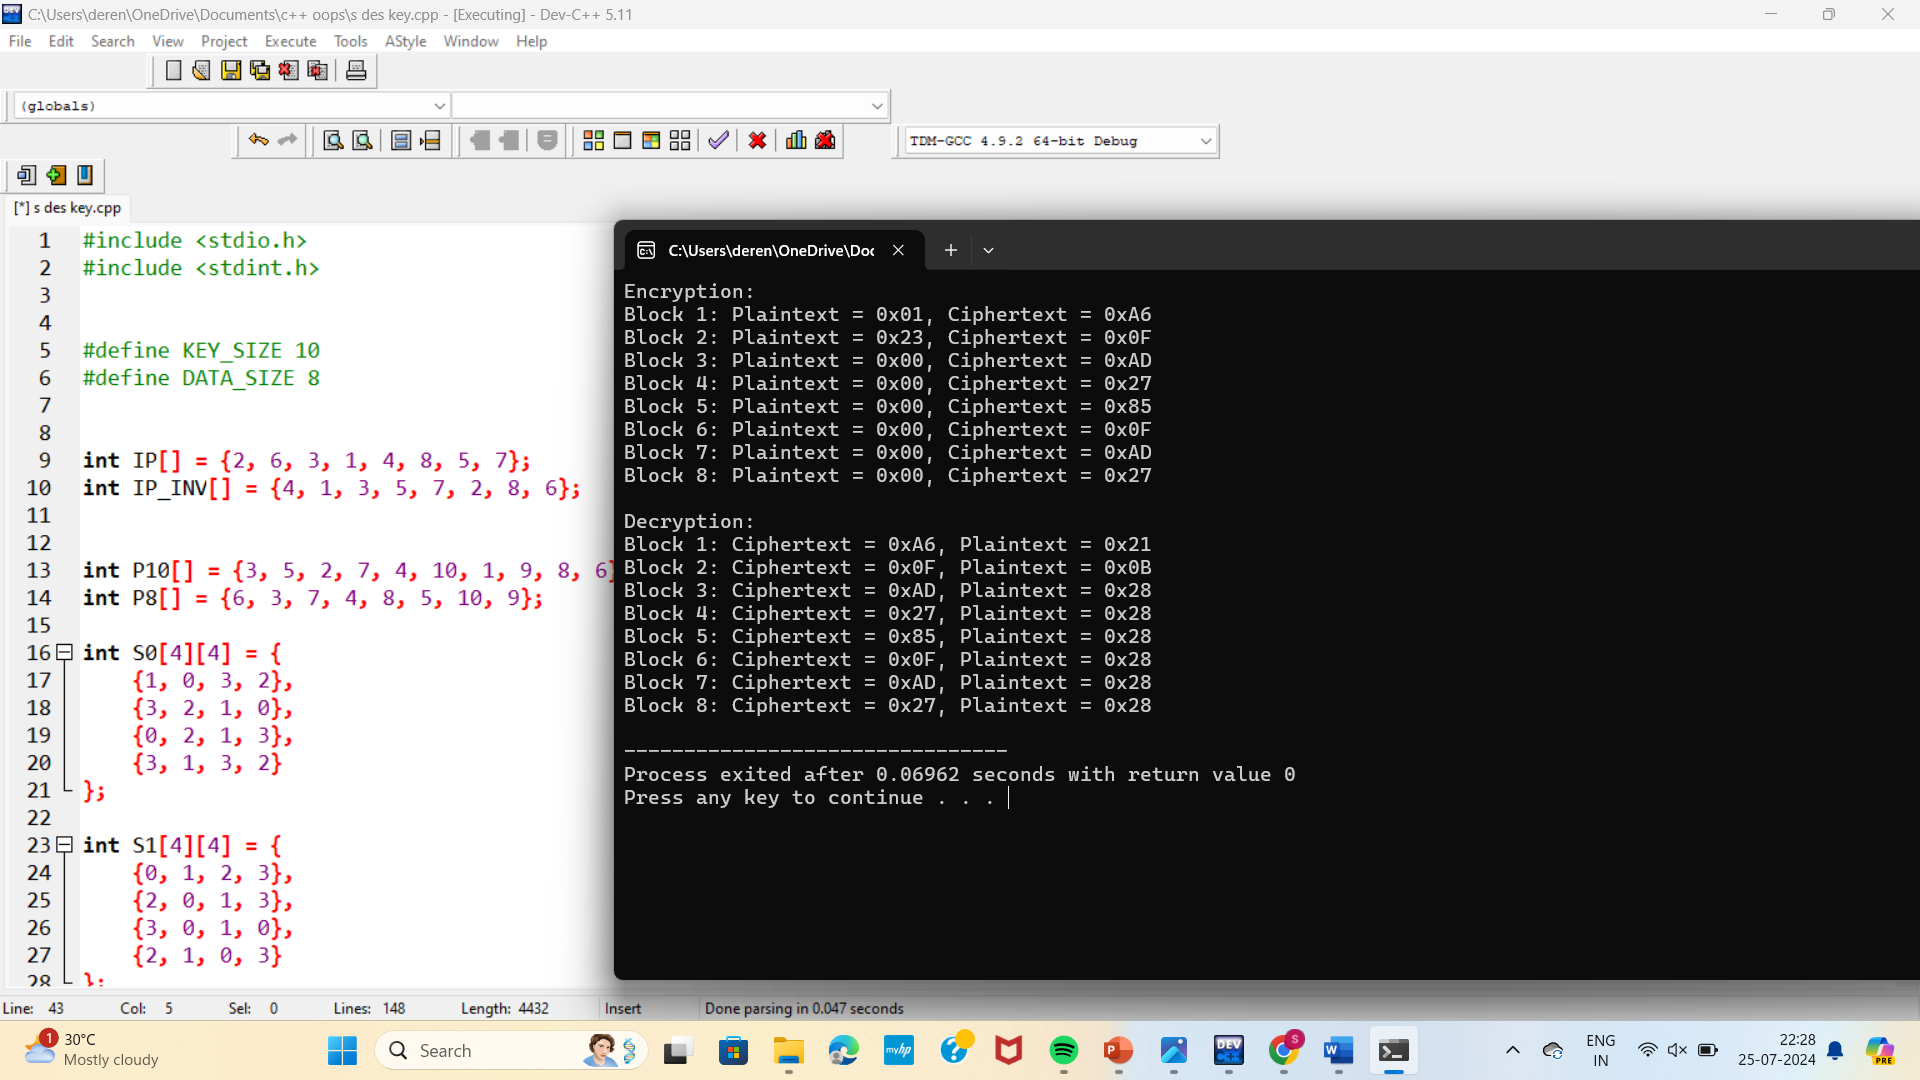 C:\Users\deren\OneDrive\Documents\c++ oops\s des key.cpp - [Executing] - Dev-C++ 5.11
File Edit Search View Project Execute Tools AStyle Window Help
(globals)
TDM-GCC 4.9.2 64-bit Debug
[*] s des key.cpp
1 #include <stdio.h>
2 #include <stdint.h>
3
4
5 #define KEY_SIZE 10
6 #define DATA_SIZE 8
7
8
9 int IP[] = {2, 6, 3, 1, 4, 8, 5, 7};
10 int IP_INV[] = {4, 1, 3, 5, 7, 2, 8, 6};
11
12
13 int P10[] = {3, 5, 2, 7, 4, 10, 1, 9, 8, 6}
14 int P8[] = {6, 3, 7, 4, 8, 5, 10, 9};
15
16 int S0[4][4] = {
17 {1, 0, 3, 2},
18 {3, 2, 1, 0},
19 {0, 2, 1, 3},
20 {3, 1, 3, 2}
21 };
22
23 int S1[4][4] = {
24 {0, 1, 2, 3},
25 {2, 0, 1, 3},
26 {3, 0, 1, 0},
27 {2, 1, 0, 3}
28 };
C:\Users\deren\OneDrive\Doc
Encryption:
Block 1: Plaintext = 0x01, Ciphertext = 0xA6
Block 2: Plaintext = 0x23, Ciphertext = 0x0F
Block 3: Plaintext = 0x00, Ciphertext = 0xAD
Block 4: Plaintext = 0x00, Ciphertext = 0x27
Block 5: Plaintext = 0x00, Ciphertext = 0x85
Block 6: Plaintext = 0x00, Ciphertext = 0x0F
Block 7: Plaintext = 0x00, Ciphertext = 0xAD
Block 8: Plaintext = 0x00, Ciphertext = 0x27
Decryption:
Block 1: Ciphertext = 0xA6, Plaintext = 0x21
Block 2: Ciphertext = 0x0F, Plaintext = 0x0B
Block 3: Ciphertext = 0xAD, Plaintext = 0x28
Block 4: Ciphertext = 0x27, Plaintext = 0x28
Block 5: Ciphertext = 0x85, Plaintext = 0x28
Block 6: Ciphertext = 0x0F, Plaintext = 0x28
Block 7: Ciphertext = 0xAD, Plaintext = 0x28
Block 8: Ciphertext = 0x27, Plaintext = 0x28
--------------------------------
Process exited after 0.06962 seconds with return value 0
Press any key to continue . . .
Line: 43 Col: 5 Sel: 0 Lines: 148 Length: 4432 Insert Done parsing in 0.047 seconds
1
30°C
Mostly cloudy
Search
myhp
DEV
S
ENG
IN
22:28
25-07-2024
PRE